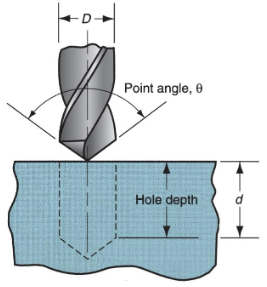 D
Point angle, θ
Hole depth
d